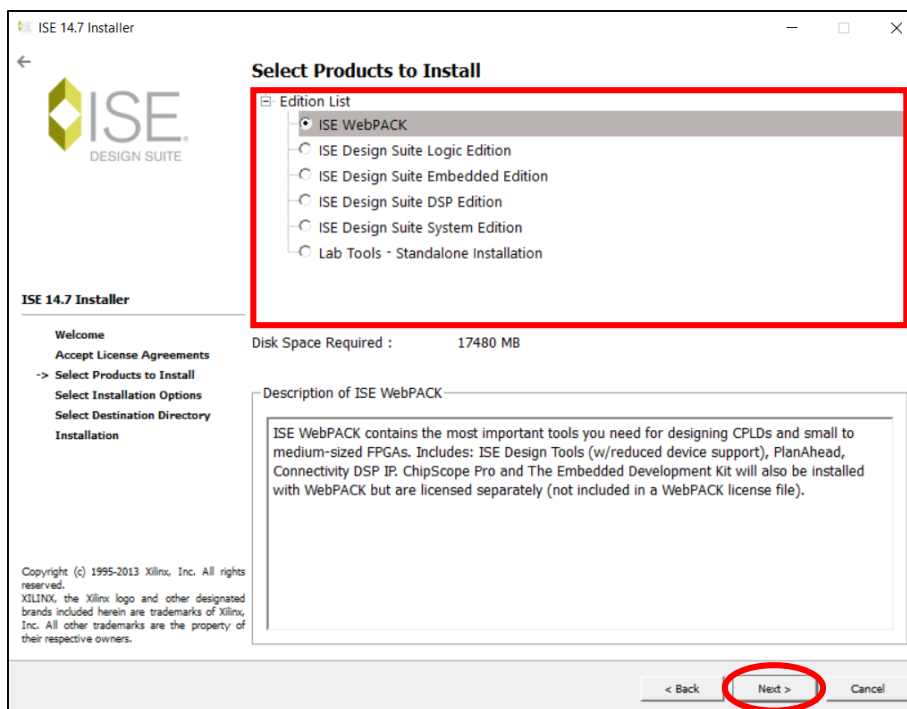 ISE 14.7 Installer
ISE.
DESIGN SUITE
Select Products to Install
Edition List
ISE WebPACK
ISE Design Suite Logic Edition
ISE Design Suite Embedded Edition
ISE Design Suite DSP Edition
ISE Design Suite System Edition
Lab Tools - Standalone Installation
ISE 14.7 Installer
Welcome
Accept License Agreements
-> Select Products to Install
Select Installation Options
Select Destination Directory
Installation
Disk Space Required : 17480 MB
Description of ISE WebPACK
ISE WebPACK contains the most important tools you need for designing CPLDs and small to
medium-sized FPGAs. Includes: ISE Design Tools (w/reduced device support), PlanAhead,
Connectivity DSP IP. ChipScope Pro and The Embedded Development Kit will also be installed
with WebPACK but are licensed separately (not included in a WebPACK license file).
Copyright (c) 1995-2013 Xilinx, Inc. All rights
reserved.
XILINX, the Xilinx logo and other designated
brands included herein are trademarks of Xilinx,
Inc. All other trademarks are the property of
their respective owners.
< Back
Next >
Cancel